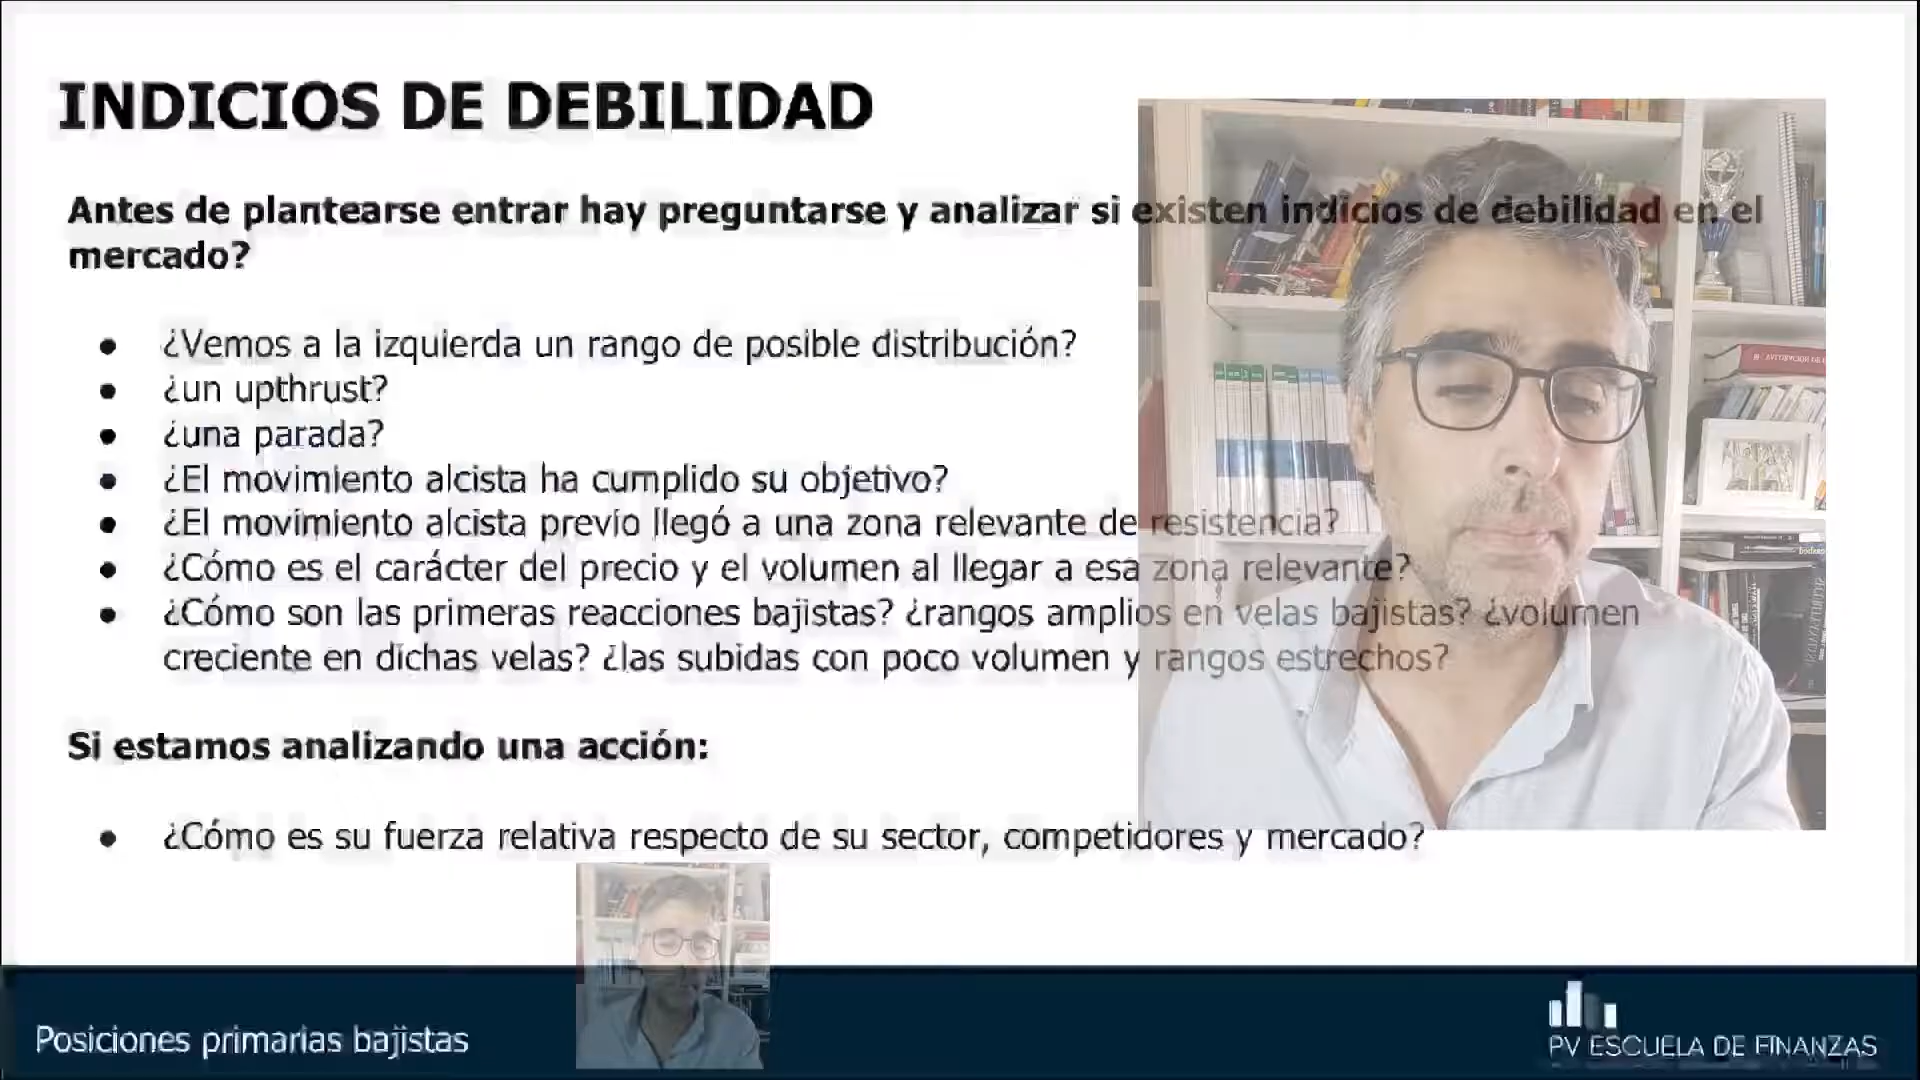 INDICIOS DE DEBILIDAD
Antes de plantearse entrar hay preguntarse y analizar si existen indicios de debilidad en el
mercado?
¿Vemos a la izquierda un rango de posible distribución?
¿un upthrust?
¿una parada?
¿El movimiento alcista ha cumplido su objetivo?
¿El movimiento alcista previo llegó a una zona relevante de resistencia?
¿Cómo es el carácter del precio y el volumen al llegar a esa zona relevante?
¿Cómo son las primeras reacciones bajistas? ¿rangos amplios en velas bajistas? ¿volumen
creciente en dichas velas? ¿las subidas con poco volumen y rangos estrechos?
Si estamos analizando una acción:
¿Cómo es su fuerza relativa respecto de su sector, competidores y mercado?
Posiciones primarias bajistas
PV ESCUELA DE FINANZAS